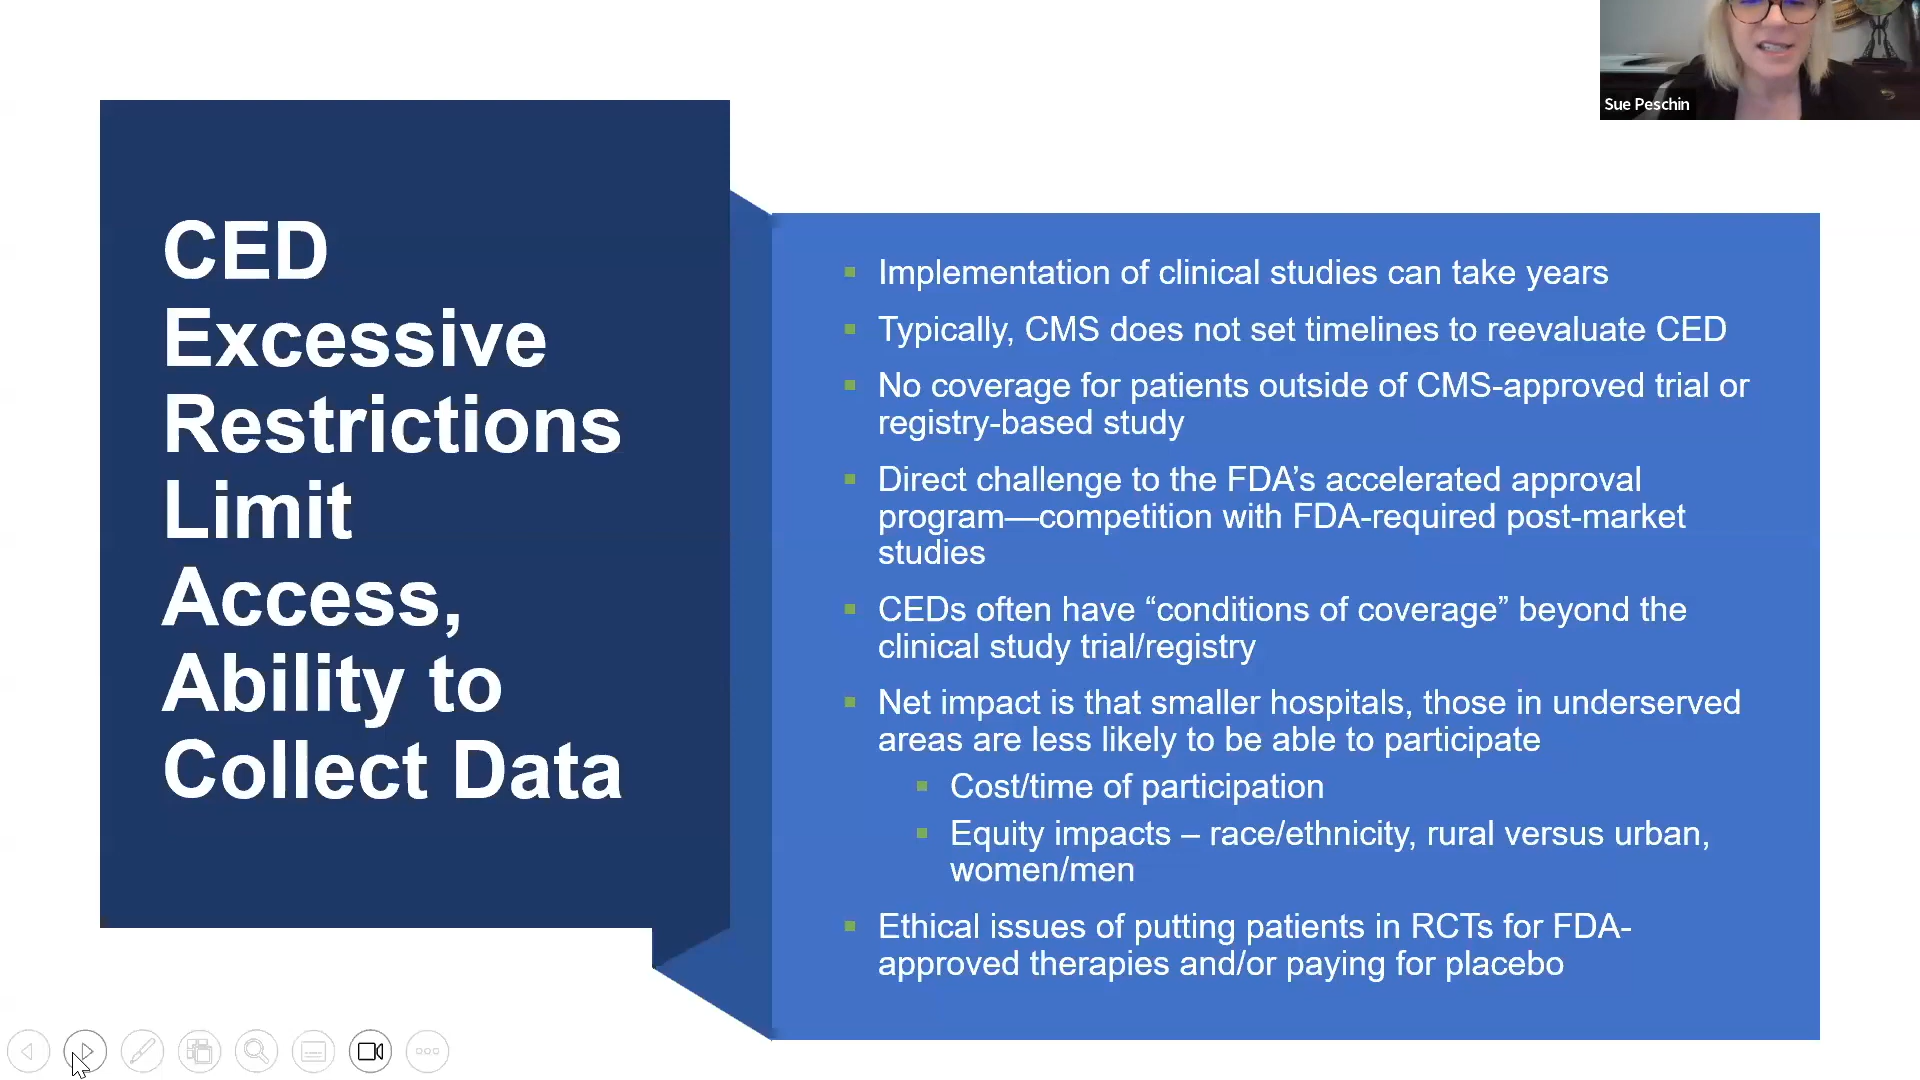 Sue Peschin
CED
Excessive
Restrictions
Limit
Access,
Ability to
Collect Data
Implementation of clinical studies can take years
Typically, CMS does not set timelines to reevaluate CED
No coverage for patients outside of CMS-approved trial or
registry-based study
Direct challenge to the FDA’s accelerated approval
program—competition with FDA-required post-market
studies
CEDs often have “conditions of coverage” beyond the
clinical study trial/registry
Net impact is that smaller hospitals, those in underserved
areas are less likely to be able to participate
Cost/time of participation
Equity impacts – race/ethnicity, rural versus urban,
women/men
Ethical issues of putting patients in RCTs for FDA-
approved therapies and/or paying for placebo